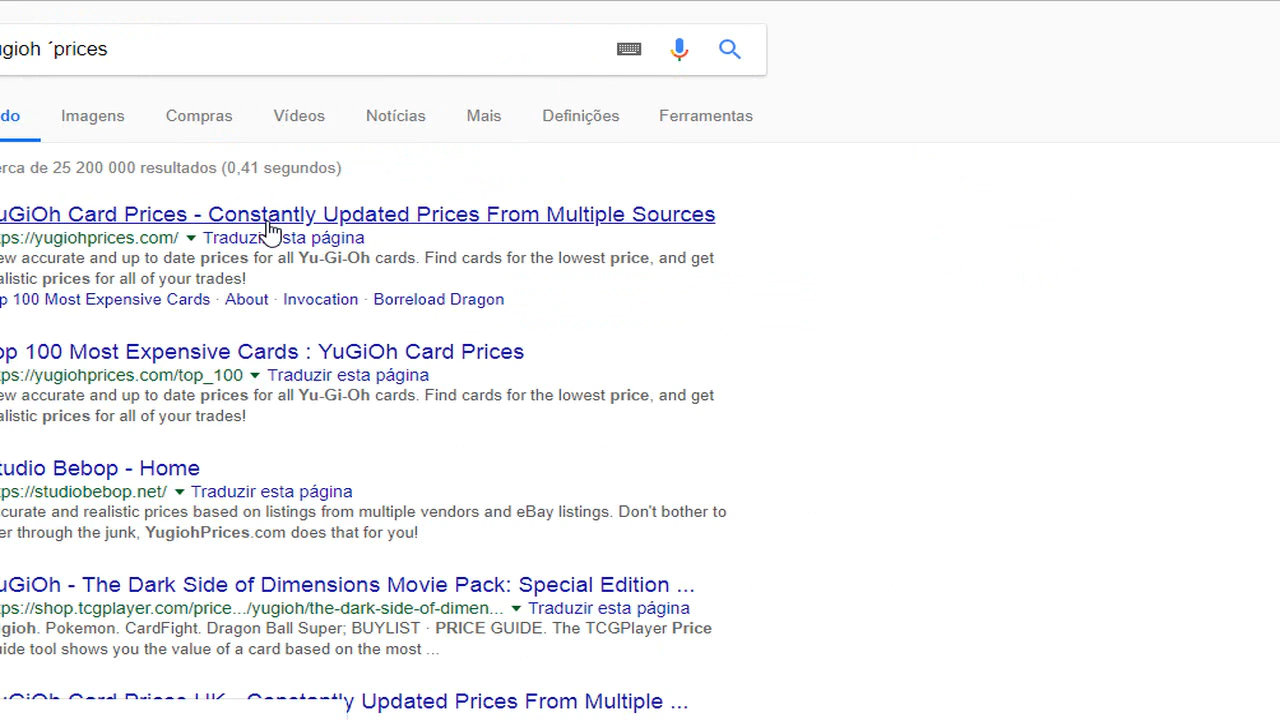 ugioh ´prices
do Imagens Compras Vídeos Notícias Mais Definições Ferramentas
erca de 25 200 000 resultados (0,41 segundos)
uGiOh Card Prices - Constantly Updated Prices From Multiple Sources
ps://yugiohprices.com/ Traduzir esta página
ew accurate and up to date prices for all Yu-Gi-Oh cards. Find cards for the lowest price, and get
alistic prices for all of your trades!
p 100 Most Expensive Cards · About · Invocation · Borreload Dragon
op 100 Most Expensive Cards : YuGiOh Card Prices
ps://yugiohprices.com/top_100 Traduzir esta página
ew accurate and up to date prices for all Yu-Gi-Oh cards. Find cards for the lowest price, and get
alistic prices for all of your trades!
tudio Bebop - Home
ps://studiobebop.net/ Traduzir esta página
curate and realistic prices based on listings from multiple vendors and eBay listings. Don't bother to
er through the junk, YugiohPrices.com does that for you!
uGiOh - The Dark Side of Dimensions Movie Pack: Special Edition ...
ps://shop.tcgplayer.com/price.../yugioh/the-dark-side-of-dimen... Traduzir esta página
gioh. Pokemon. CardFight. Dragon Ball Super; BUYLIST · PRICE GUIDE. The TCGPlayer Price
uide tool shows you the value of a card based on the most ...
uGiOh Card Prices UK - Constantly Updated Prices From Multiple ...